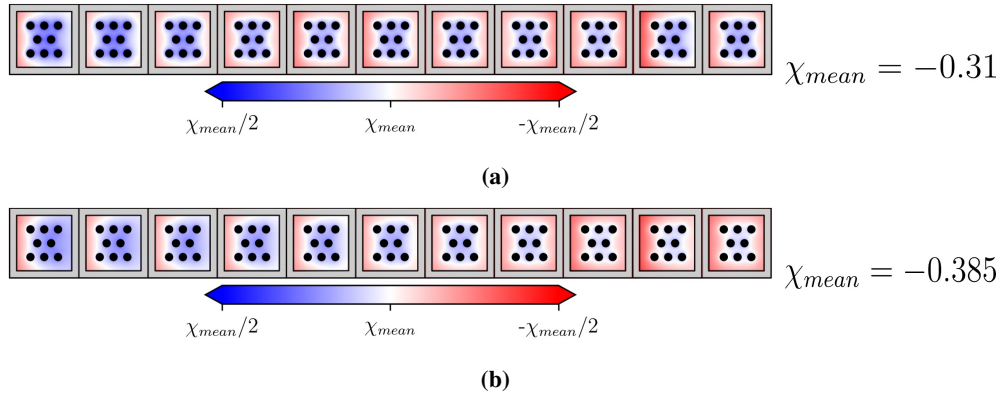 χmean = −0.31
χmean/2 χmean -χmean/2
(a)
χmean = −0.385
χmean/2 χmean -χmean/2
(b)